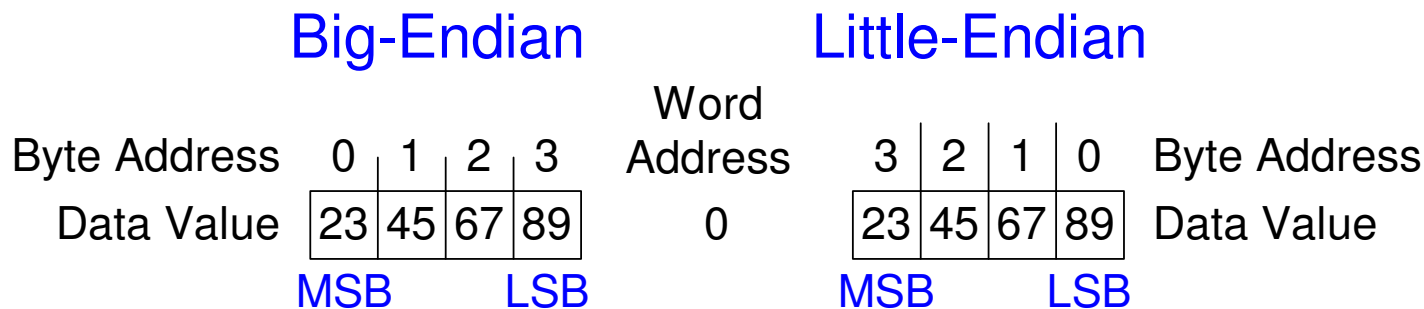 Big-Endian Little-Endian
Word
Byte Address 0 1 2 3 Address 3 2 1 0 Byte Address
Data Value 23 45 67 89 0 23 45 67 89 Data Value
MSB LSB MSB LSB